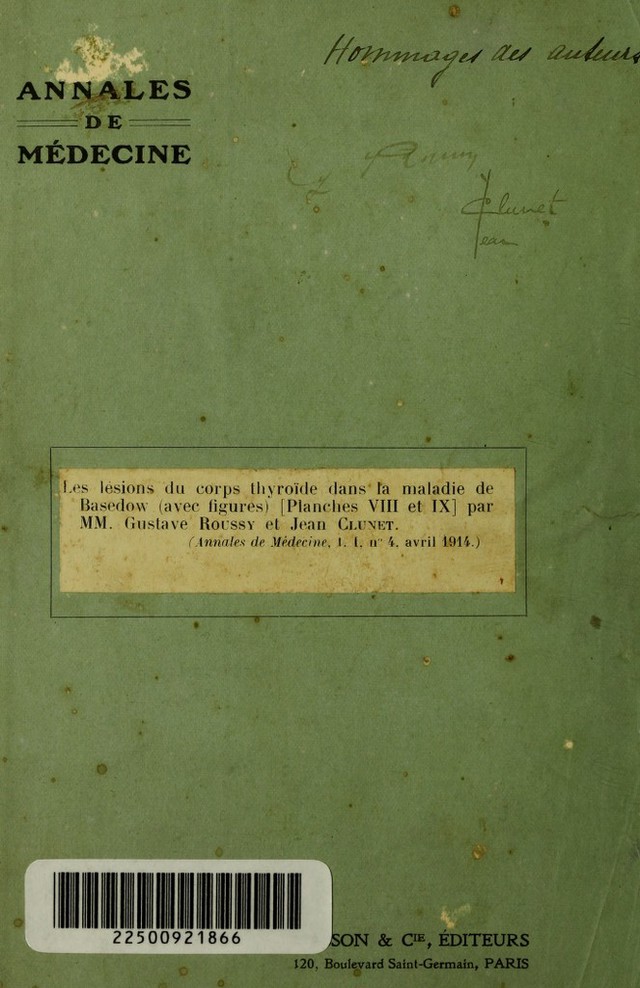 Hommages des auteurs
ANNALES
DE
MÉDECINE
Clunet
Jean
Les lésions du corps thyroïde dans la maladie de
Basedow (avec figures) [Planches VIII et IX] par
MM. Gustave ROUSSY et Jean CLUNET.
(Annales de Médecine, t. I, n° 4, avril 1914.)
22500921866
SON & CIE, ÉDITEURS
120, Boulevard Saint-Germain, PARIS